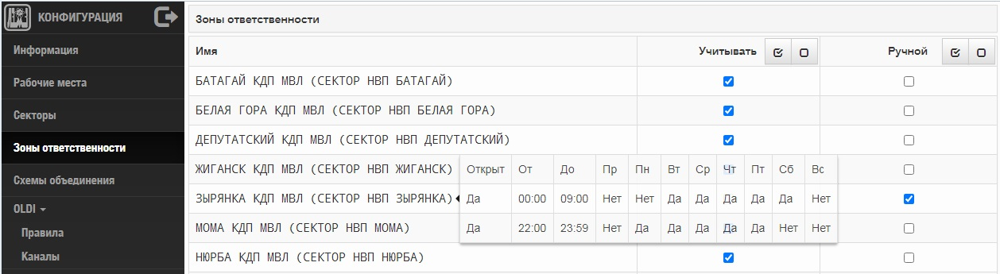 КОНФИГУРАЦИЯ
Информация
Рабочие места
Секторы
Зоны ответственности
Схемы объединения
OLDI
Правила
Каналы
Зоны ответственности
Имя Учитывать Ручной
БАТАГАЙ КДП МВЛ (СЕКТОР НВП БАТАГАЙ)
БЕЛАЯ ГОРА КДП МВЛ (СЕКТОР НВП БЕЛАЯ ГОРА)
ДЕПУТАТСКИЙ КДП МВЛ (СЕКТОР НВП ДЕПУТАТСКИЙ)
ЖИГАНСК КДП МВЛ (СЕКТОР НВП ЖИГАНСК)
ЗЫРЯНКА КДП МВЛ (СЕКТОР НВП ЗЫРЯНКА)
МОМА КДП МВЛ (СЕКТОР НВП МОМА)
НЮРБА КДП МВЛ (СЕКТОР НВП НЮРБА)
Открыт От До Пр Пн Вт Ср Чт Пт Сб Вс
Да 00:00 09:00 Нет Нет Да Да Да Да Да Нет
Да 22:00 23:59 Нет Да Да Да Да Да Нет Нет